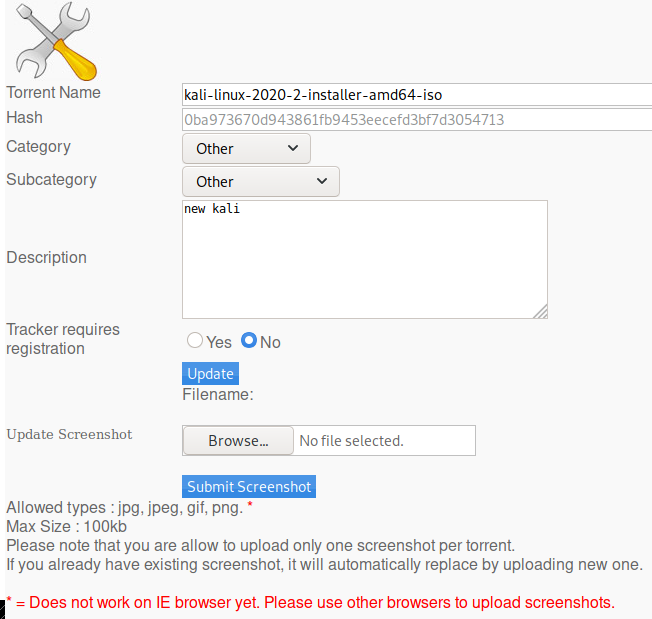 Torrent Name kali-linux-2020-2-installer-amd64-iso
Hash 0ba973670d943861fb9453eecefd3bf7d3054713
Category Other
Subcategory Other
new kali
Description
Tracker requires
registration
Yes No
Update
Filename:
Update Screenshot Browse... No file selected.
Submit Screenshot
Allowed types : jpg, jpeg, gif, png. *
Max Size : 100kb
Please note that you are allow to upload only one screenshot per torrent.
If you already have existing screenshot, it will automatically replace by uploading new one.
* = Does not work on IE browser yet. Please use other browsers to upload screenshots.